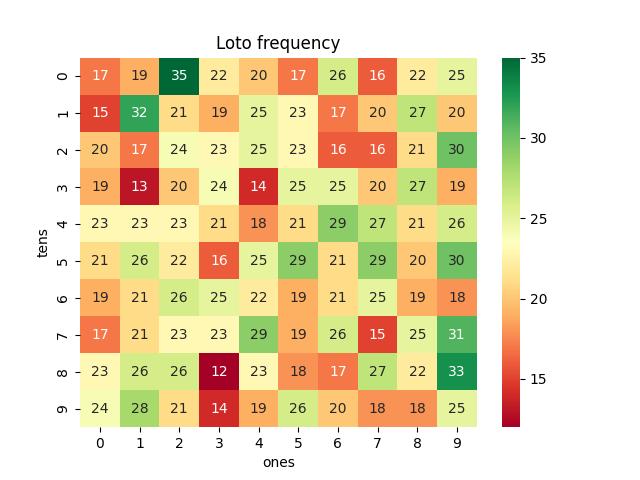 Loto frequency
0 17 19 35 22 20 17 26 16 22 25
1 15 32 21 19 25 23 17 20 27 20
2 20 17 24 23 25 23 16 16 21 30
3 19 13 20 24 14 25 25 20 27 19
4 23 23 23 21 18 21 29 27 21 26
5 21 26 22 16 25 29 21 29 20 30
6 19 21 26 25 22 19 21 25 19 18
7 17 21 23 23 29 19 26 15 25 31
8 23 26 26 12 23 18 17 27 22 33
9 24 28 21 14 19 26 20 18 18 25
0 1 2 3 4 5 6 7 8 9
ones
tens
35
30
25
20
15